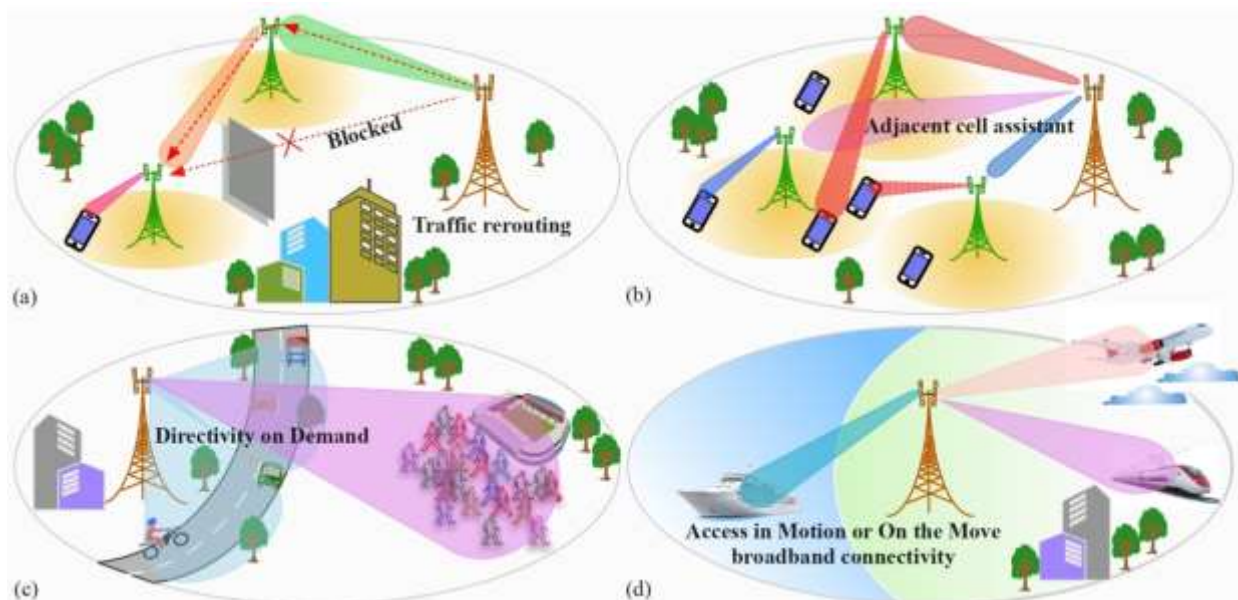 Blocked
Traffic rerouting
(a)
Adjacent cell assistant
(b)
Directivity on Demand
(c)
Access in Motion or On the Move
broadband connectivity
(d)